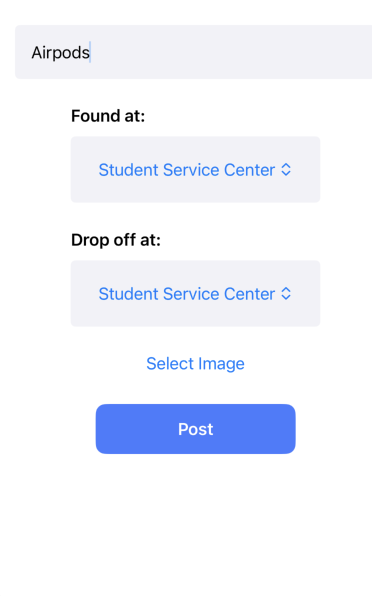 Airpods
Found at:
Student Service Center
Drop off at:
Student Service Center
Select Image
Post